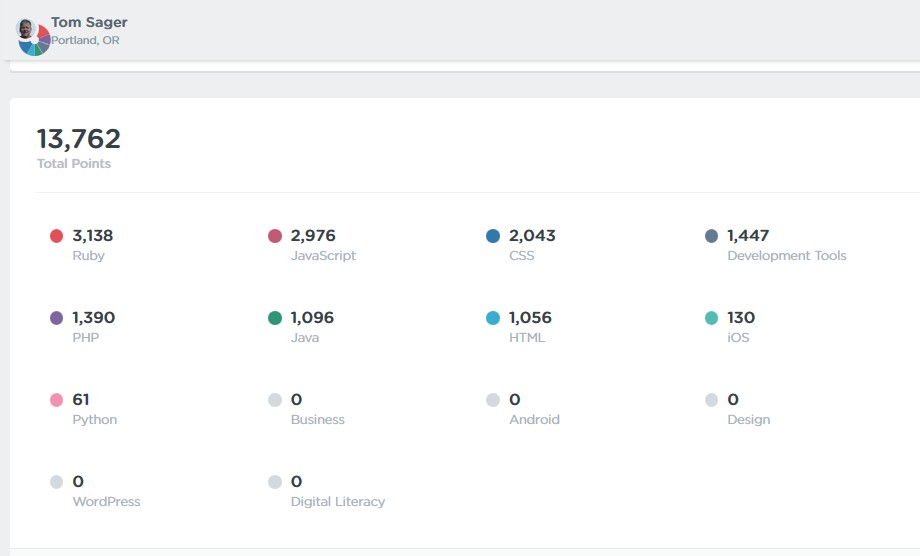 Tom Sager
Portland, OR
13,762
Total Points
3,138
Ruby
2,976
JavaScript
2,043
CSS
1,447
Development Tools
1,390
PHP
1,096
Java
1,056
HTML
130
iOS
61
Python
0
Business
0
Android
0
Design
0
WordPress
0
Digital Literacy